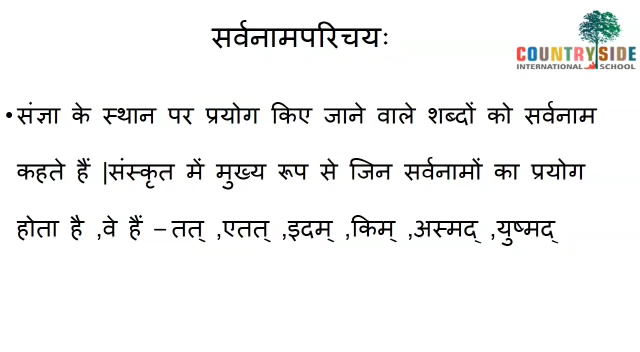 सर्वनामपरिचयः
COUNTRYSIDE
INTERNATIONAL SCHOOL
•संज्ञा के स्थान पर प्रयोग किए जाने वाले शब्दों को सर्वनाम
कहते हैं |संस्कृत में मुख्य रूप से जिन सर्वनामों का प्रयोग
होता है ,वे हैं –तत् ,एतत् ,इदम् ,किम् ,अस्मद् ,युष्मद्